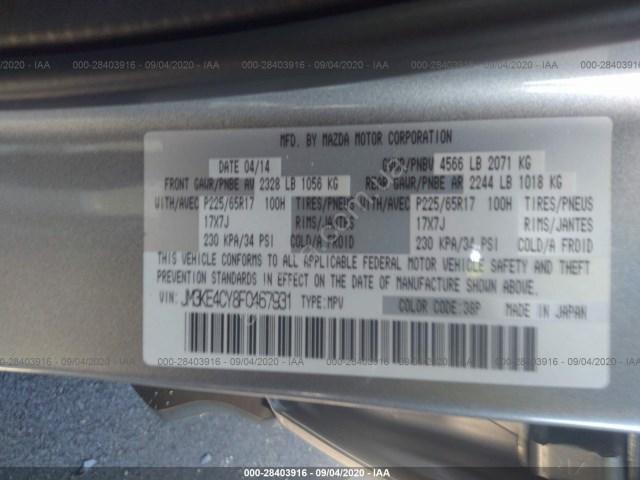 000-28403916 - 09/04/2020 - IAA
MFD. BY MAZDA MOTOR CORPORATION
DATE 04/14 GVWR/PNBV 4566 LB 2071 KG
FRONT GAWR/PNBE AV 2328 LB 1056 KG REAR GAWR/PNBE AR 2244 LB 1018 KG
WITH/AVEC P225/65R17 100H TIRES/PNEUS WITH/AVEC P225/65R17 100H TIRES/PNEUS
17X7J RIMS/JANTES 17X7J RIMS/JANTES
230 KPA/34 PSI COLD/A FROID 230 KPA/34 PSI COLD/A FROID
THIS VEHICLE CONFORMS TO ALL APPLICABLE FEDERAL MOTOR VEHICLE SAFETY AND THEFT
PREVENTION STANDARDS IN EFFECT ON THE DATE OF MANUFACTURE SHOWN ABOVE.
VIN: JM3KE4CY8F0467931 TYPE: MPV COLOR CODE: 38P MADE IN JAPAN
000-28403916 - 09/04/2020 - IAA